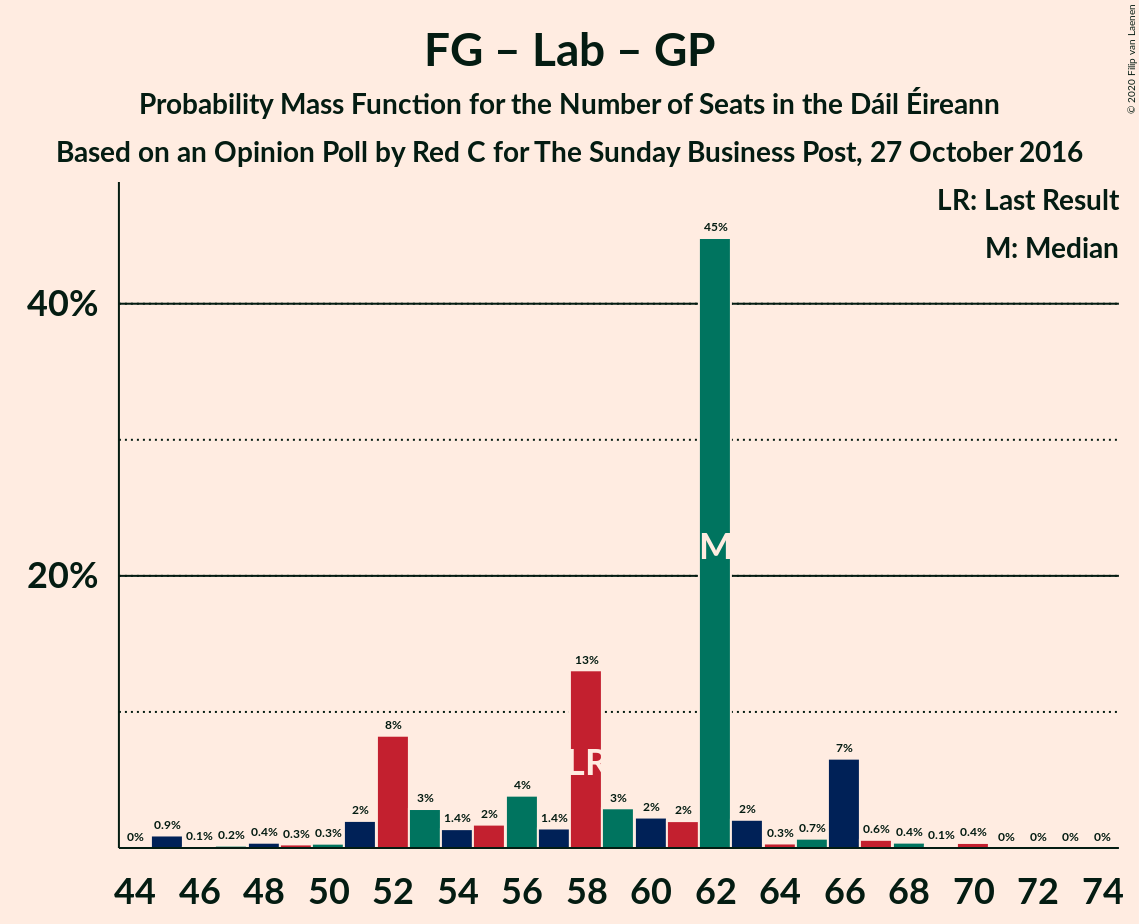 © 2020 Filip van Laenen
FG – Lab – GP
Probability Mass Function for the Number of Seats in the Dáil Éireann
Based on an Opinion Poll by Red C for The Sunday Business Post, 27 October 2016
LR: Last Result
M: Median
40%
20%
0% 0.9% 0.1% 0.2% 0.4% 0.3% 0.3% 2% 8% 3% 1.4% 2% 4% 1.4% 13% 3% 2% 2% 45% 2% 0.3% 0.7% 7% 0.6% 0.4% 0.1% 0.4% 0% 0% 0% 0%
LR
M
44 46 48 50 52 54 56 58 60 62 64 66 68 70 72 74